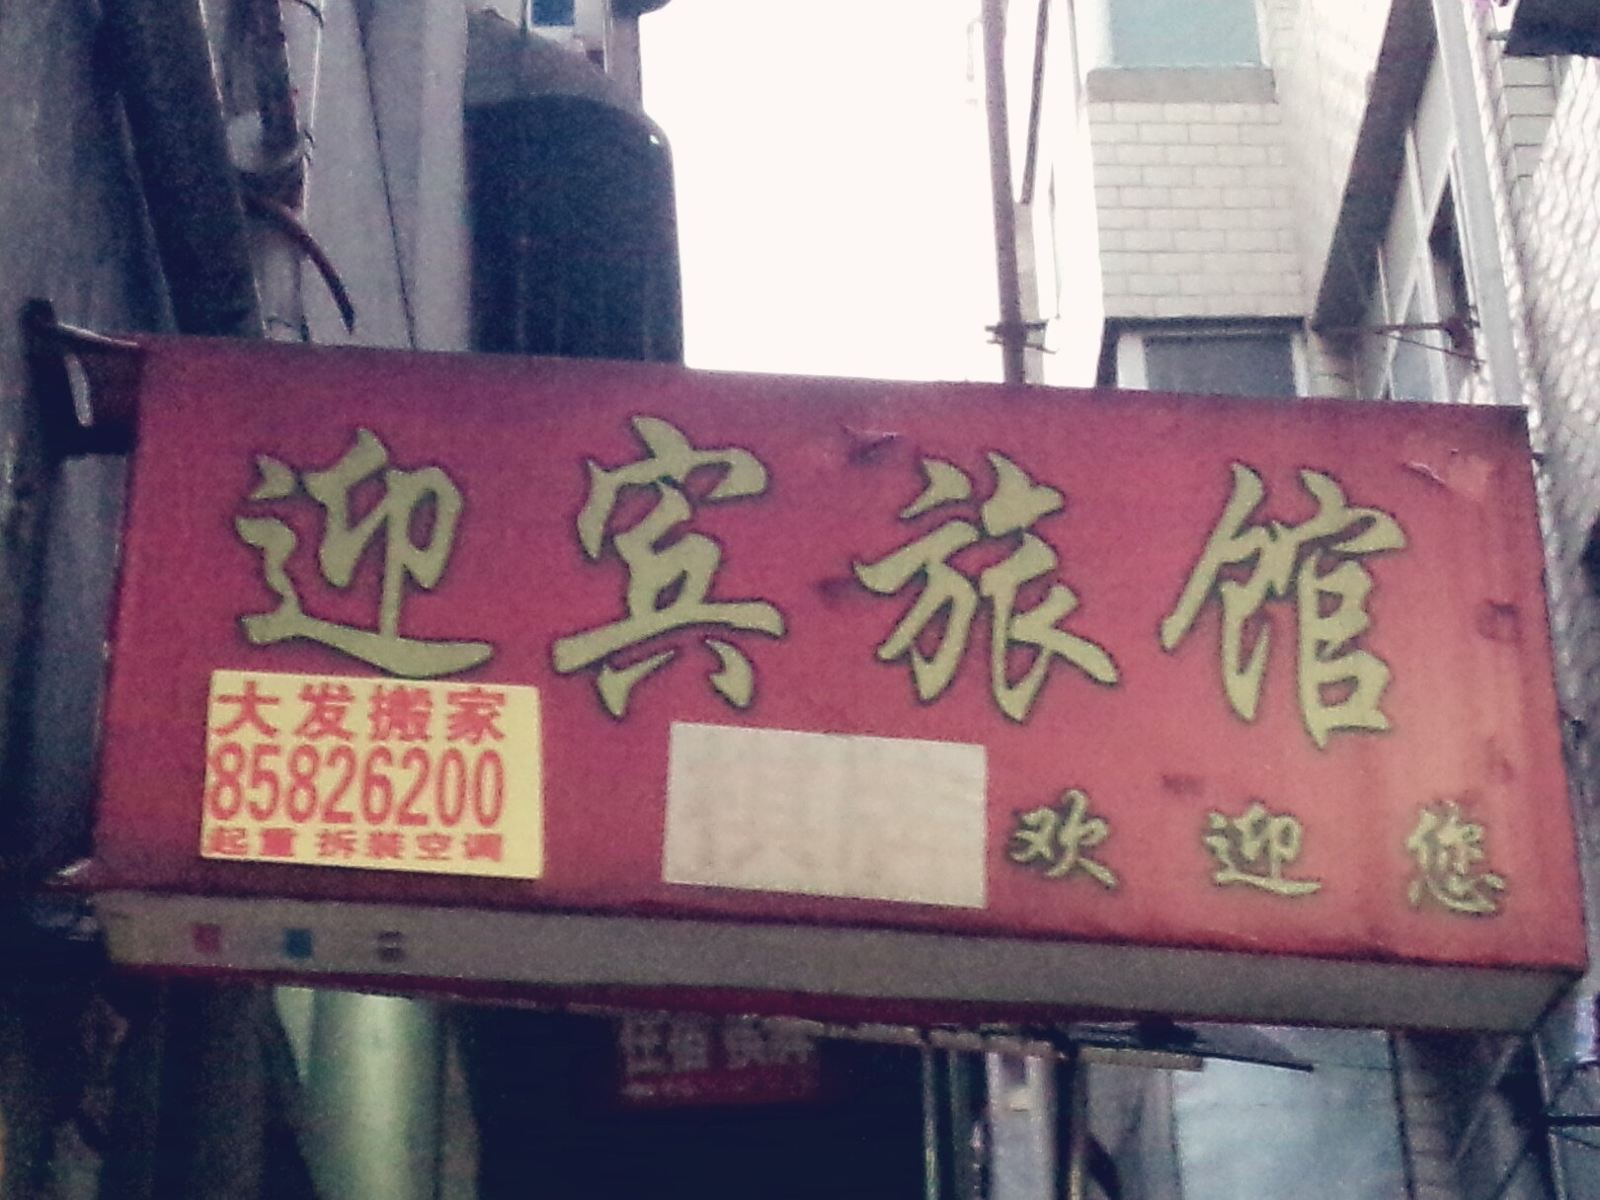 迎宾旅馆
大发搬家
85826200
起重 拆装空调
欢迎您